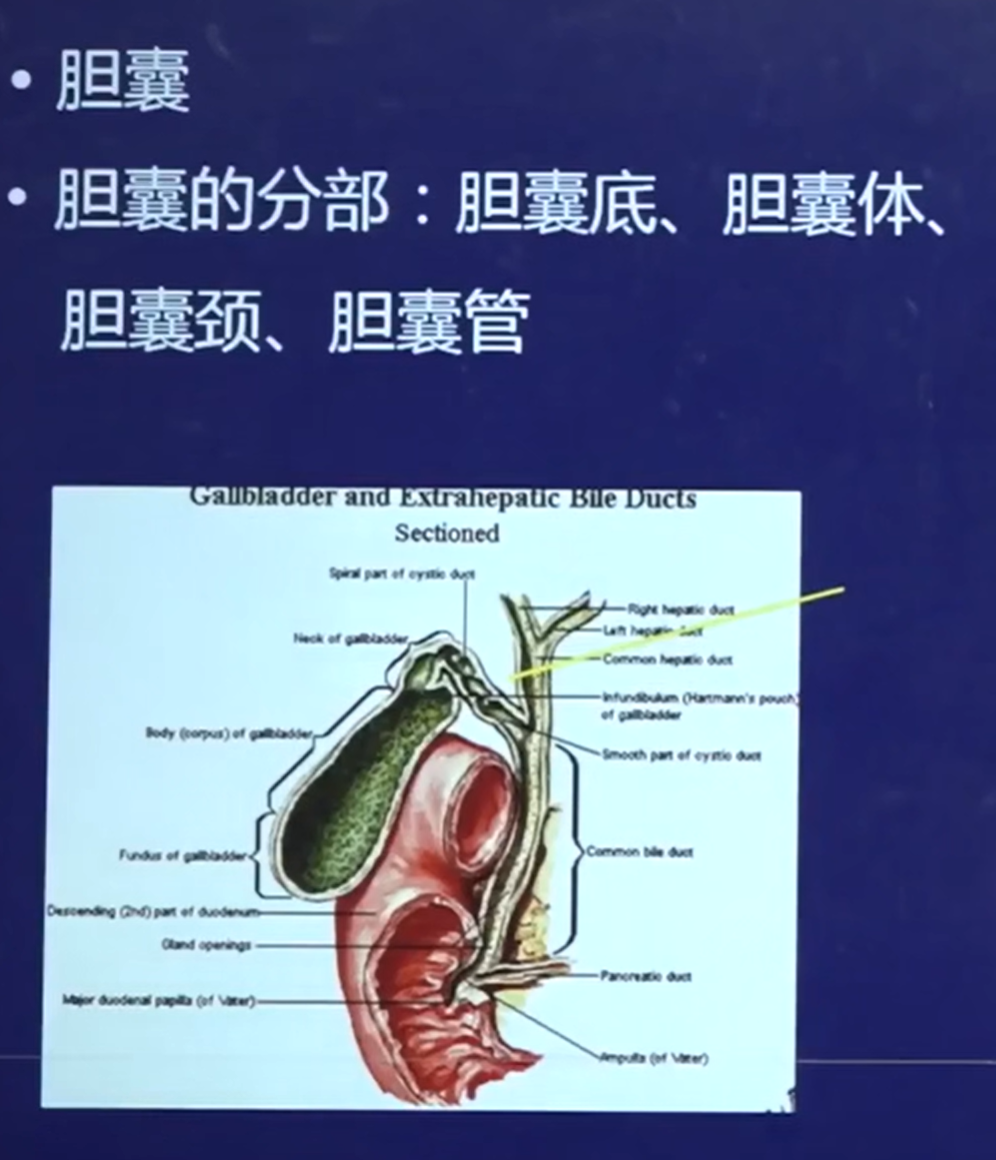 • 胆囊
• 胆囊的分部：胆囊底、胆囊体、
胆囊颈、胆囊管
Gallbladder and Extrahepatic Bile Ducts
Sectioned
Spiral part of cystic duct
Right hepatic duct
Left hepatic duct
Neck of gallbladder
Common hepatic duct
Infundibulum (Hartmann's pouch)
of gallbladder
Body (corpus) of gallbladder
Smooth part of cystic duct
Fundus of gallbladder
Common bile duct
Descending (2nd) part of duodenum
Gland openings
Pancreatic duct
Major duodenal papilla (of Vater)
Ampulla (of Vater)